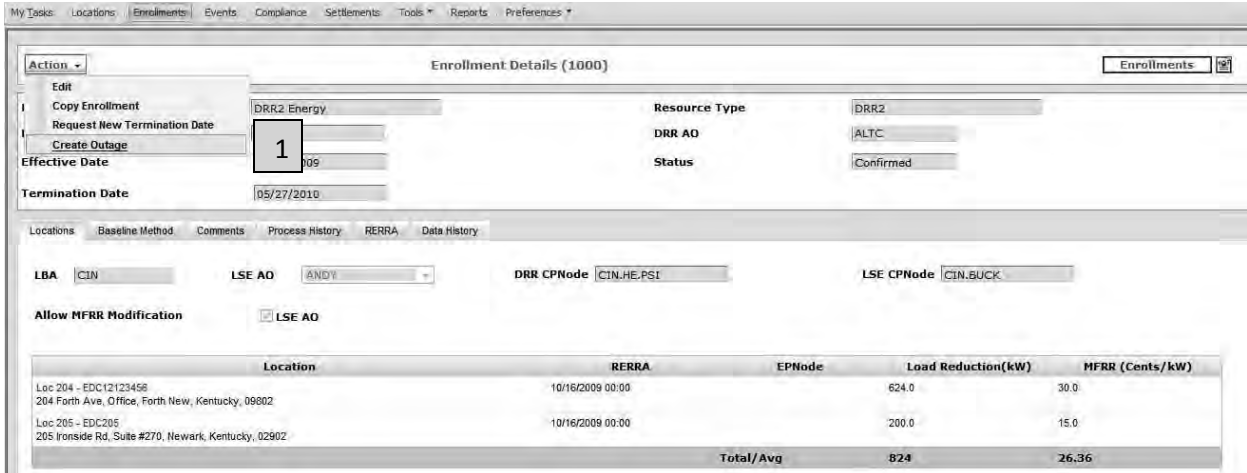 My Tasks Locations Enrollments Events Compliance Settlements Tools Reports Preferences
Action Enrollment Details (1000) Enrollments
Edit
Copy Enrollment DRR2 Energy Resource Type DRR2
Request New Termination Date DRR AO ALTC
Create Outage 1
Effective Date 009 Status Confirmed
Termination Date 05/27/2010
Locations Baseline Method Comments Process History RERRA Data History
LBA CIN LSE AO ANDY DRR CPNode CIN.HE.PSI LSE CPNode CIN.BUCK
Allow MFRR Modification LSE AO
Location RERRA EPNode Load Reduction(kW) MFRR (Cents/kW)
Loc 204 - EDC12123456 10/16/2009 00:00 624.0 30.0
204 Forth Ave, Office, Forth New, Kentucky, 09802
Loc 205 - EDC205 10/16/2009 00:00 200.0 15.0
205 Ironside Rd, Suite #270, Newark, Kentucky, 02902
Total/Avg 824 26.36